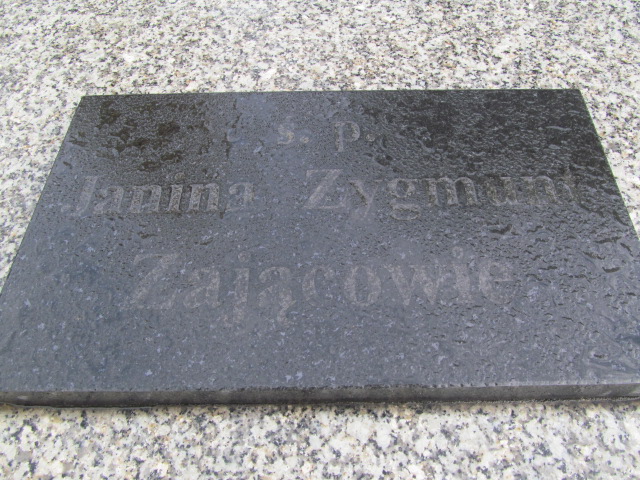 ś. p.
Janina Zygmunt
Zającowie